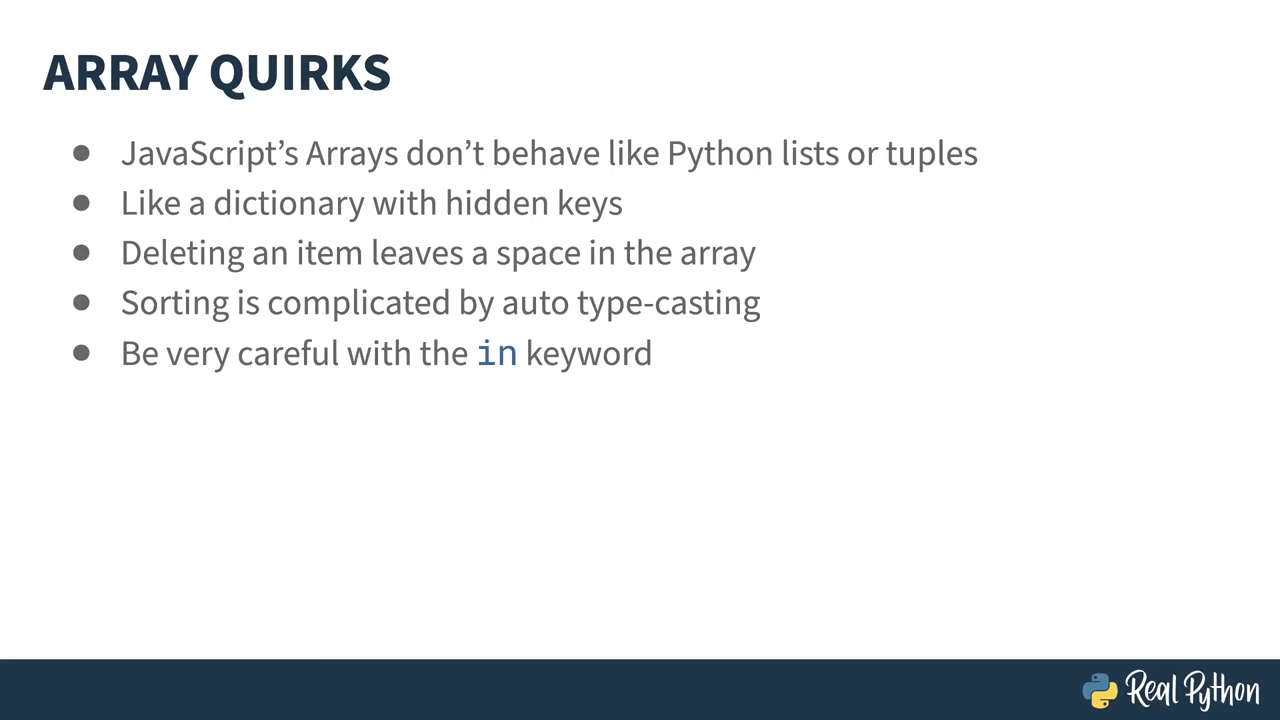 ARRAY QUIRKS
● JavaScript’s Arrays don’t behave like Python lists or tuples
● Like a dictionary with hidden keys
● Deleting an item leaves a space in the array
● Sorting is complicated by auto type-casting
● Be very careful with the in keyword
Real Python